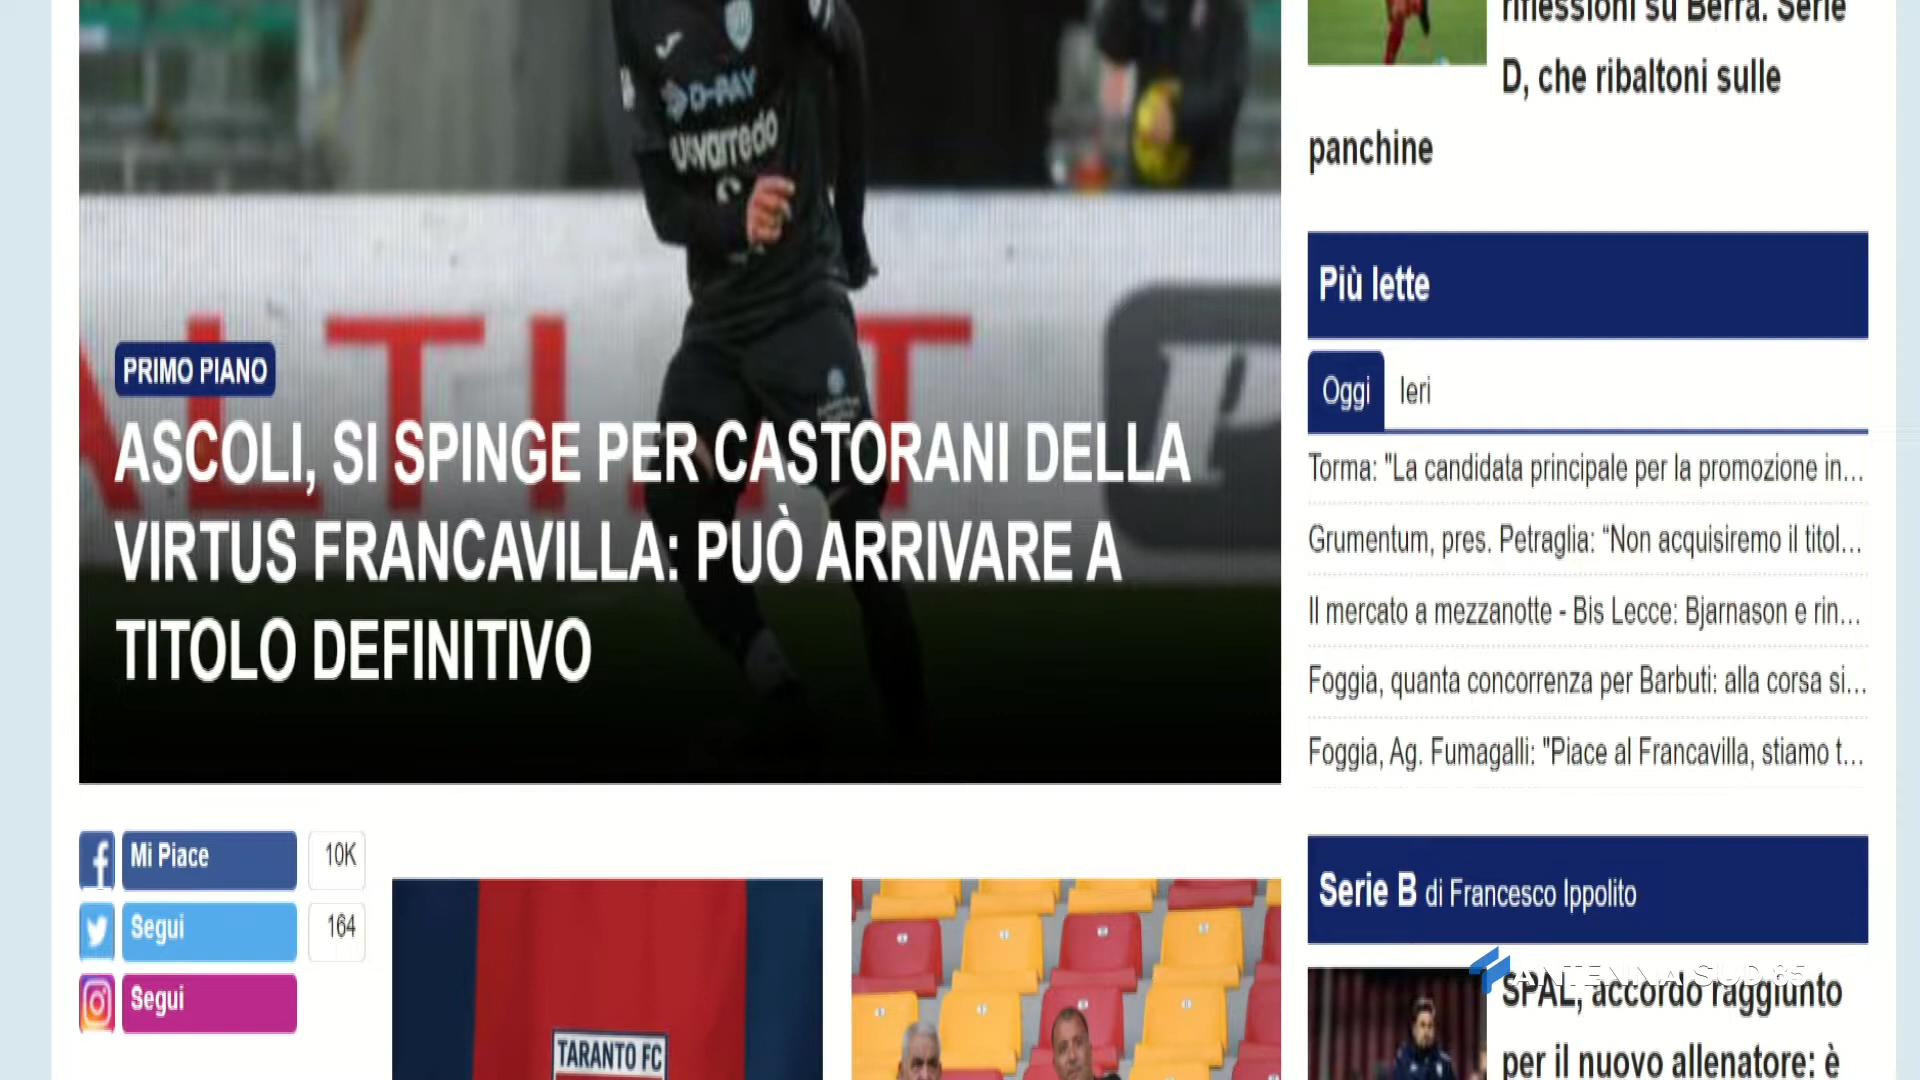 riflessioni su Berra. Serie
D, che ribaltoni sulle
panchine
D-PAY
usvarredo
ALTINT
P
PRIMO PIANO
ASCOLI, SI SPINGE PER CASTORANI DELLA
VIRTUS FRANCAVILLA: PUÒ ARRIVARE A
TITOLO DEFINITIVO
Più lette
Oggi Ieri
Torma: "La candidata principale per la promozione in...
Grumentum, pres. Petraglia: “Non acquisiremo il titol...
Il mercato a mezzanotte - Bis Lecce: Bjarnason e rin...
Foggia, quanta concorrenza per Barbuti: alla corsa si...
Foggia, Ag. Fumagalli: "Piace al Francavilla, stiamo t...
Mi Piace 10K
Segui 164
Segui
TARANTO FC
Serie B di Francesco Ippolito
ANTENNA SUD 85
SPAL, accordo raggiunto
per il nuovo allenatore: è